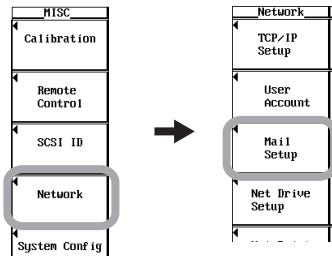 MISC
Calibration
Remote
Control
SCSI ID
Network
System Config
Network
TCP/IP
Setup
User
Account
Mail
Setup
Net Drive
Setup